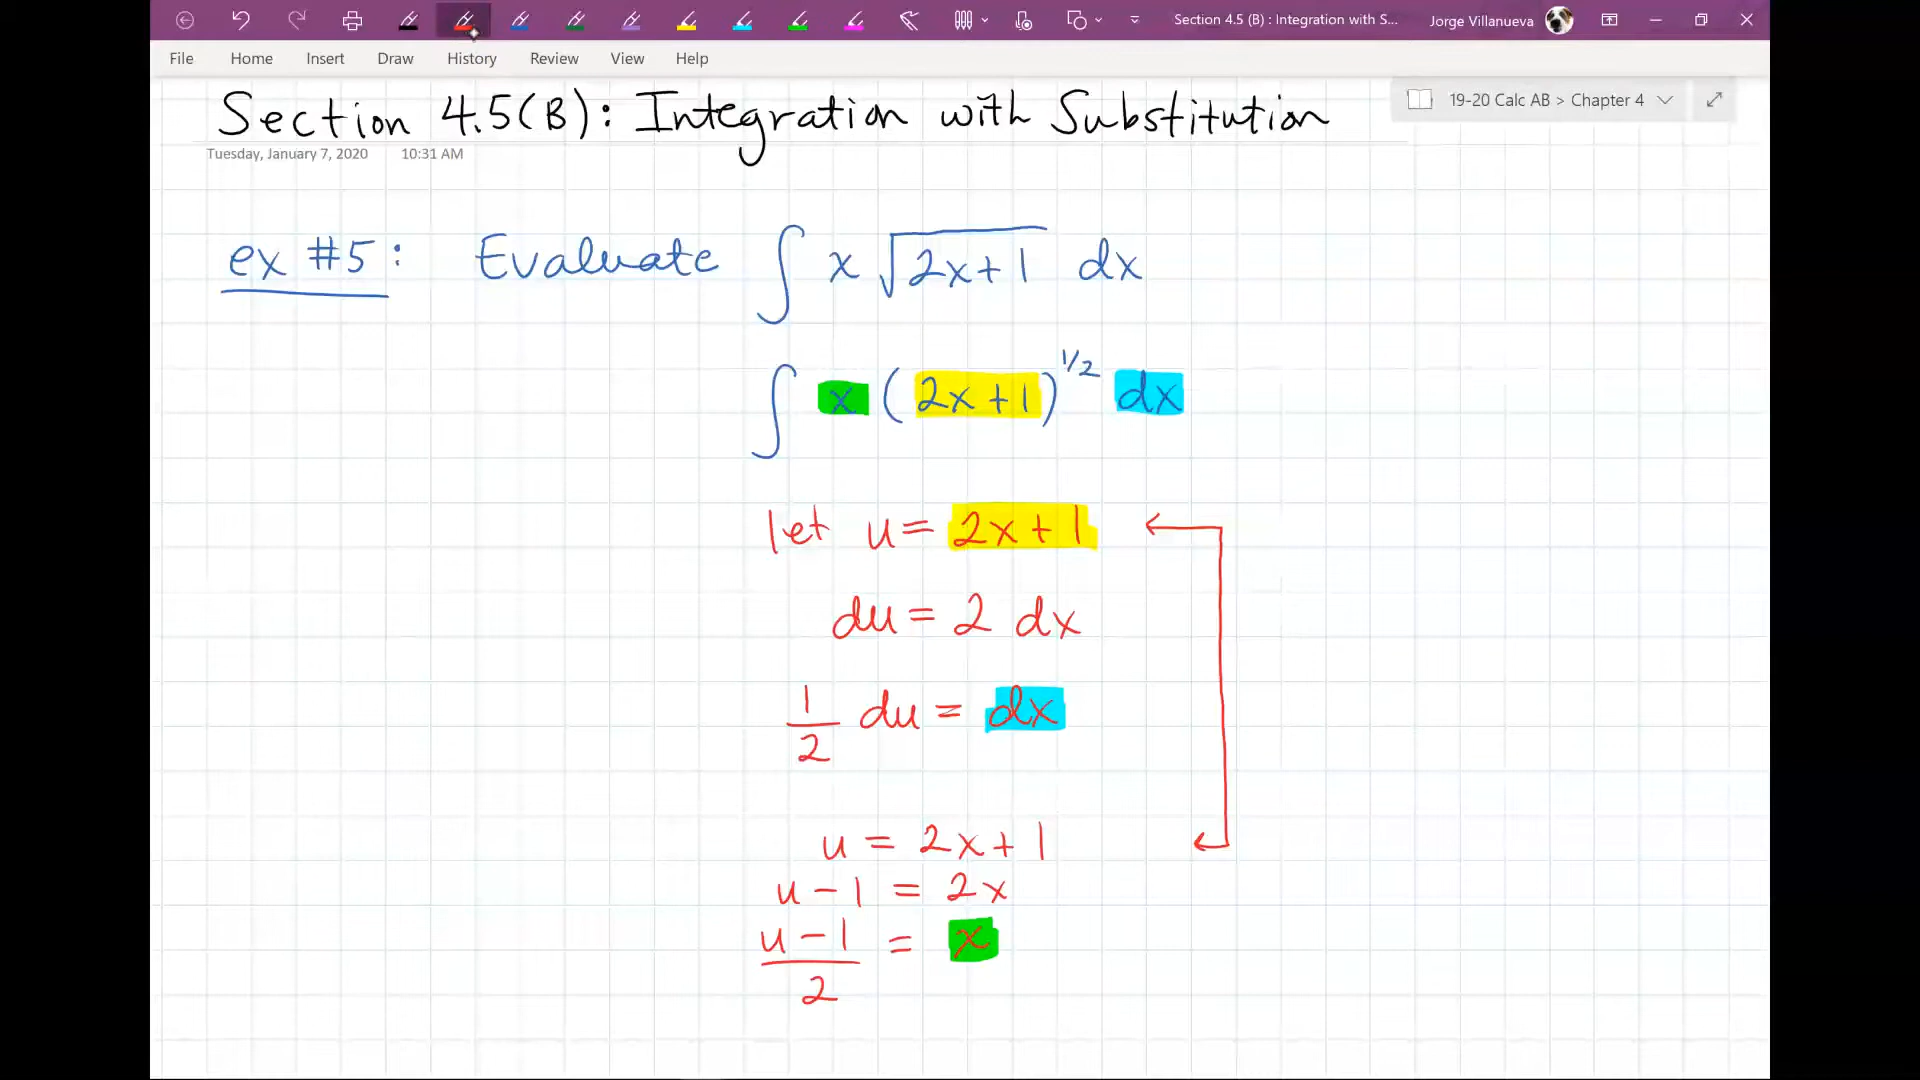 Section 4.5 (B) : Integration with S... Jorge Villanueva
File Home Insert Draw History Review View Help
Section 4.5(B): Integration with Substitution
19-20 Calc AB > Chapter 4
Tuesday, January 7, 2020 10:31 AM
ex #5: Evaluate ∫ x √(2x+1) dx
∫ x (2x+1)^1/2 dx
let u = 2x+1
du = 2 dx
1/2 du = dx
u = 2x+1
u - 1 = 2x
u - 1 / 2 = x